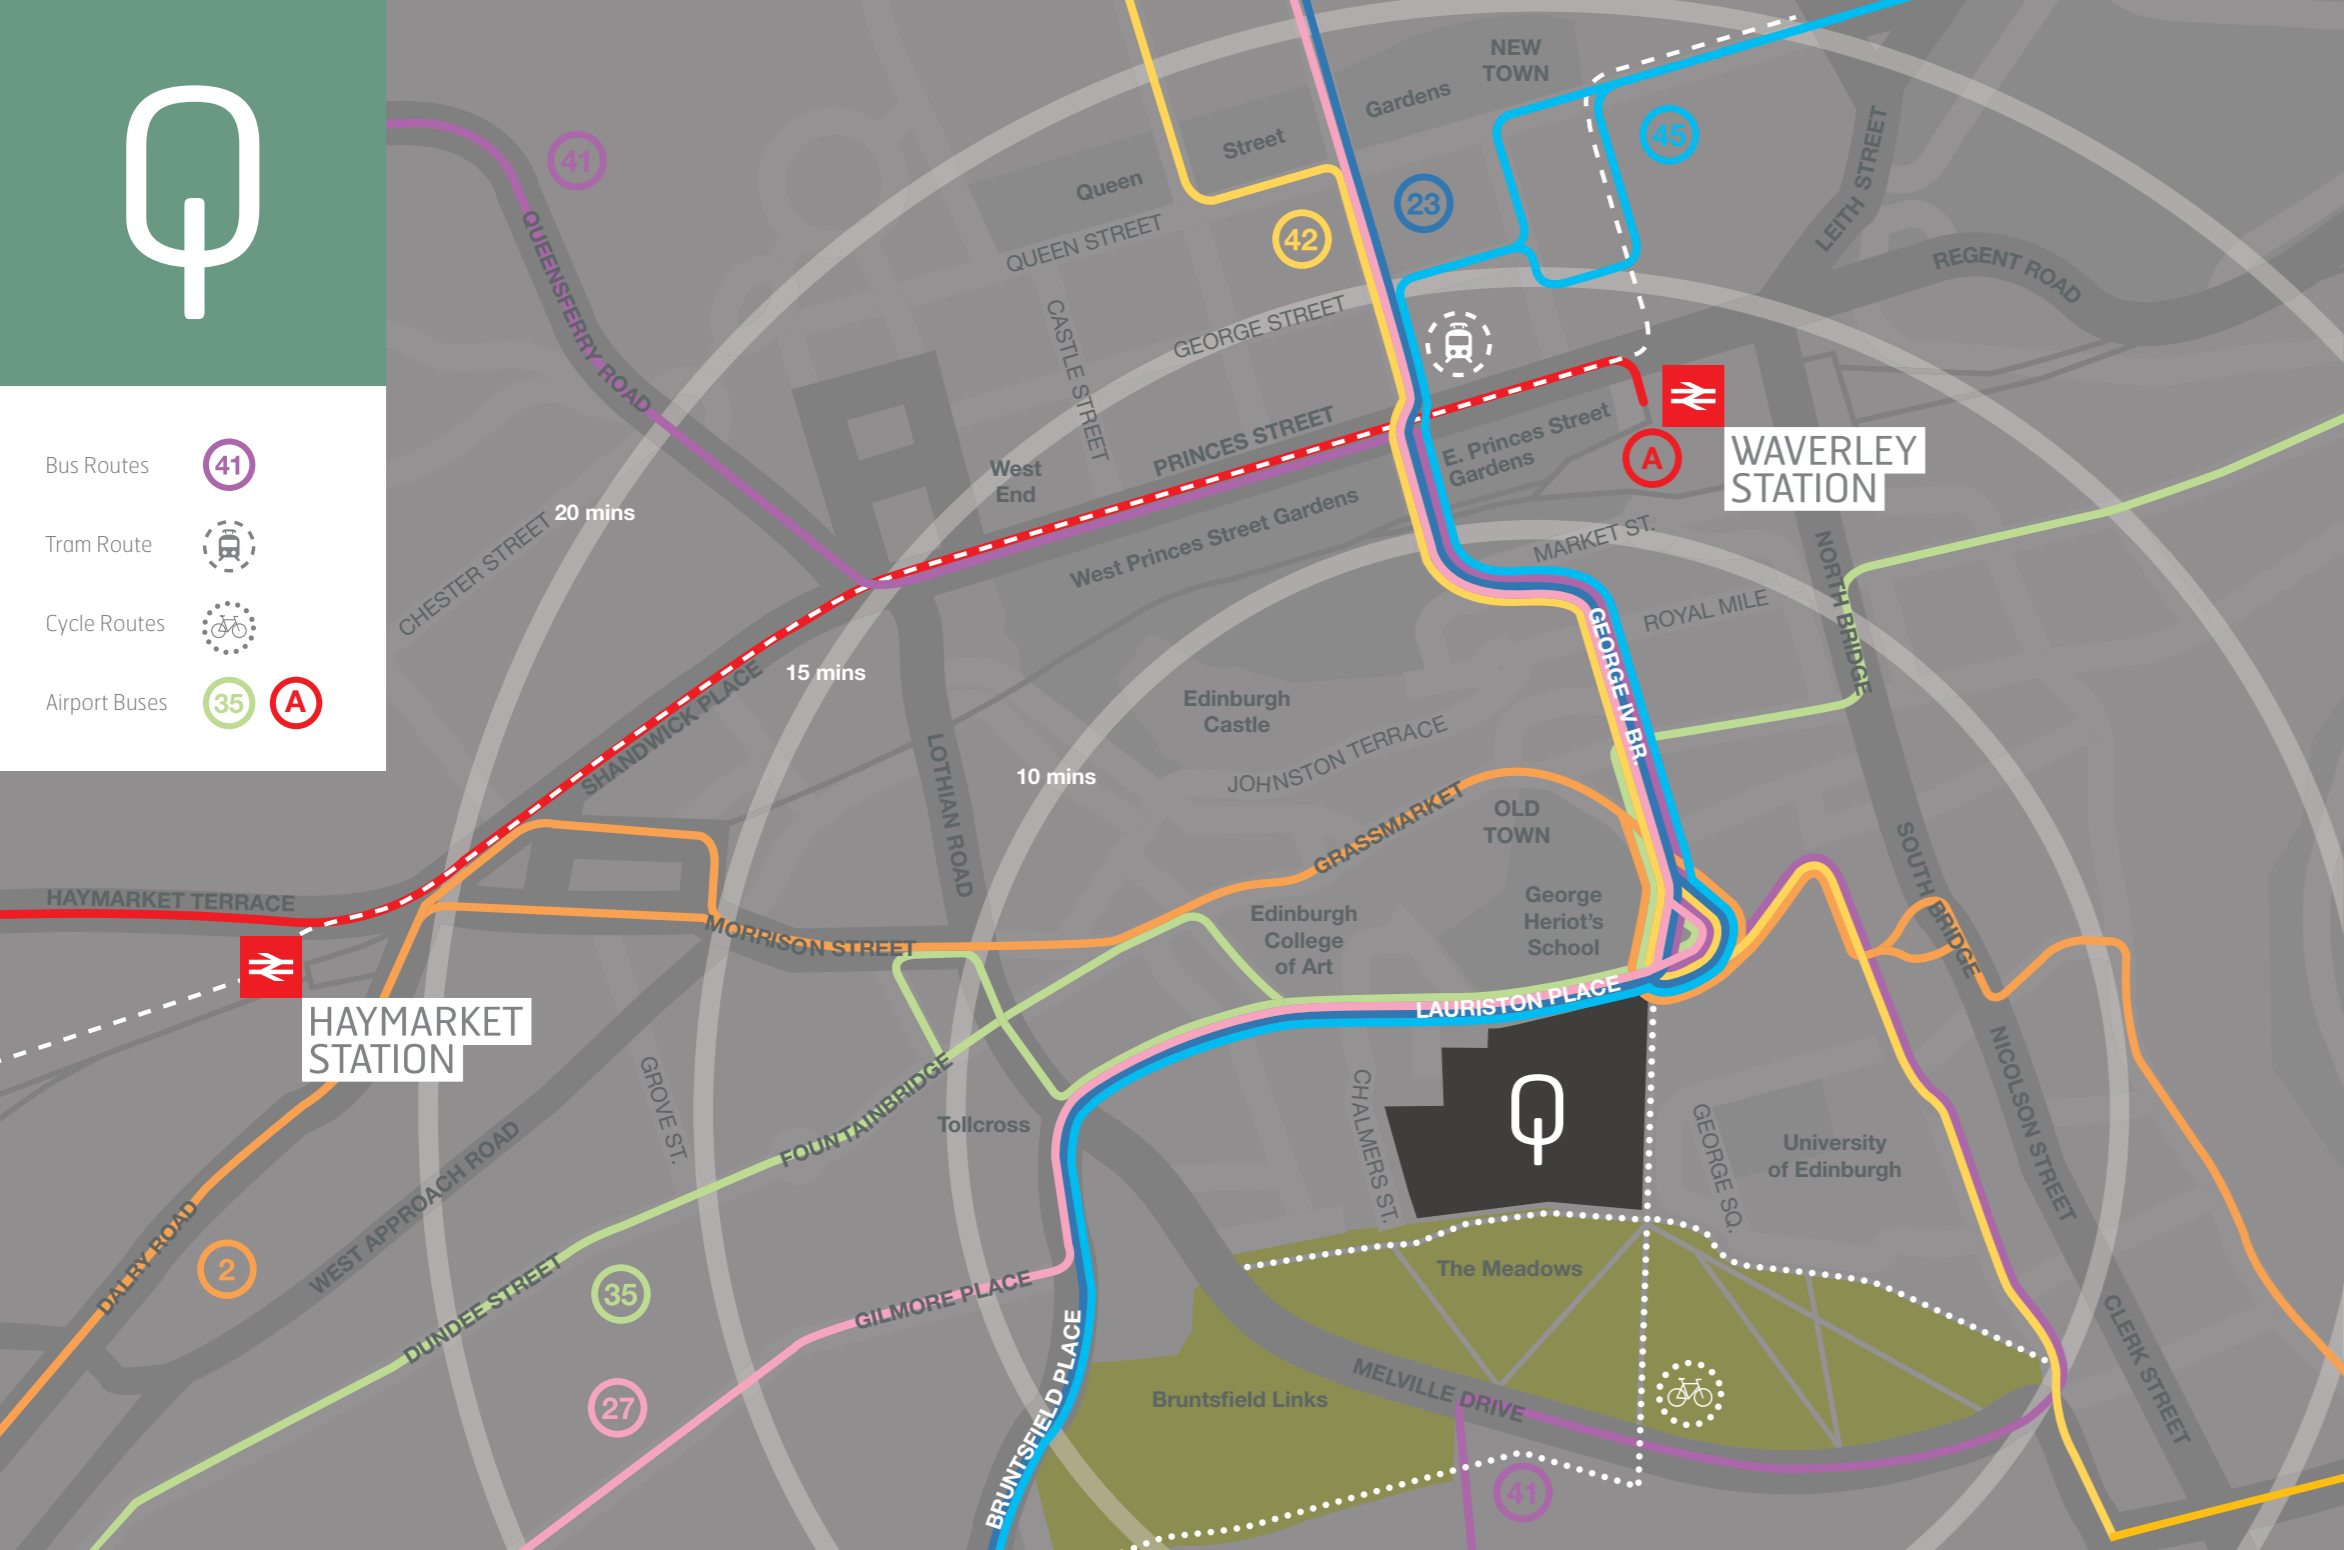 NEW
TOWN
Gardens
Street
Queen
QUEEN STREET
41
42
23
45
LEITH STREET
REGENT ROAD
QUEENSFERRY ROAD
CASTLE STREET
GEORGE STREET
PRINCES STREET
West
End
E. Princes Street
Gardens
West Princes Street Gardens
A
WAVERLEY
STATION
Bus Routes 41
Tram Route
Cycle Routes
Airport Buses 35 A
CHESTER STREET
20 mins
15 mins
10 mins
MARKET ST.
ROYAL MILE
NORTH BRIDGE
GEORGE IV BR.
SHANDWICK PLACE
LOTHIAN ROAD
Edinburgh
Castle
JOHNSTON TERRACE
GRASSMARKET
OLD
TOWN
SOUTH BRIDGE
HAYMARKET TERRACE
MORRISON STREET
Edinburgh
College
of Art
George
Heriot's
School
HAYMARKET
STATION
LAURISTON PLACE
GROVE ST.
FOUNTAINBRIDGE
Tollcross
CHALMERS ST.
GEORGE SQ.
University
of Edinburgh
NICOLSON STREET
WEST APPROACH ROAD
DALRY ROAD
2
DUNDEE STREET
35
GILMORE PLACE
27
BRUNTSFIELD PLACE
The Meadows
MELVILLE DRIVE
Bruntsfield Links
CLERK STREET
41